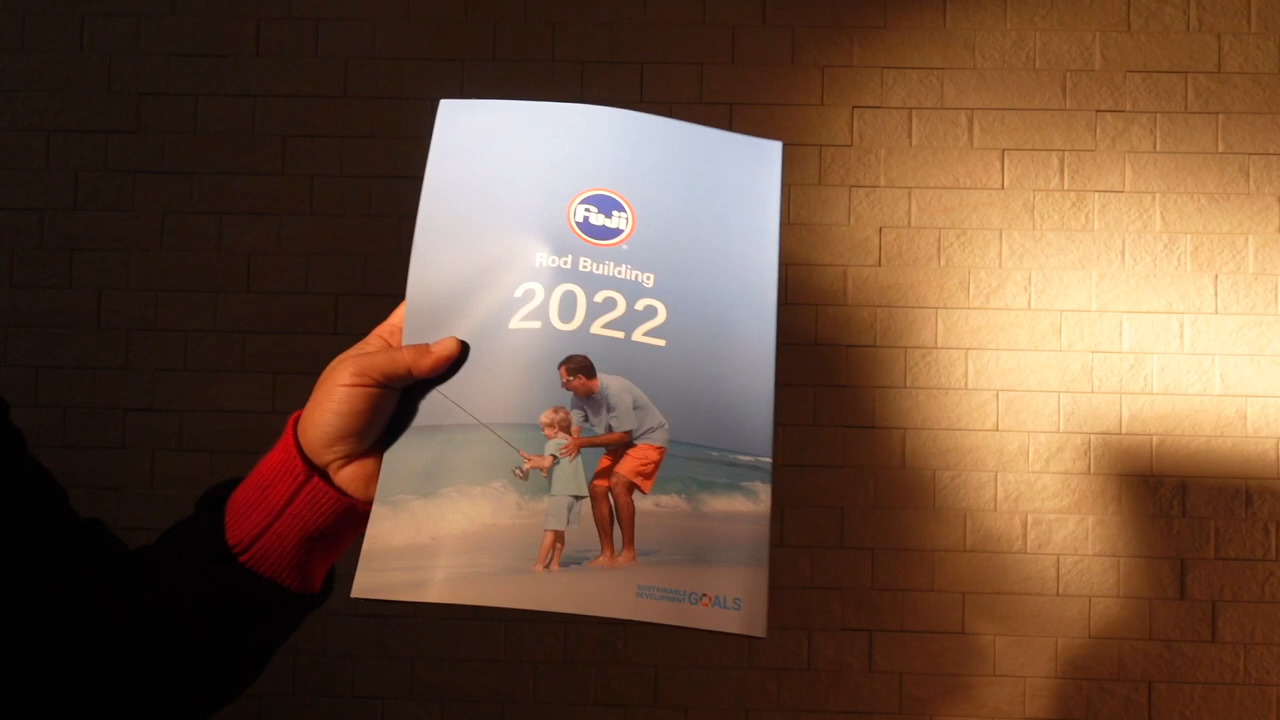 Fuji
Rod Building
2022
SUSTAINABLE
DEVELOPMENT
GOALS